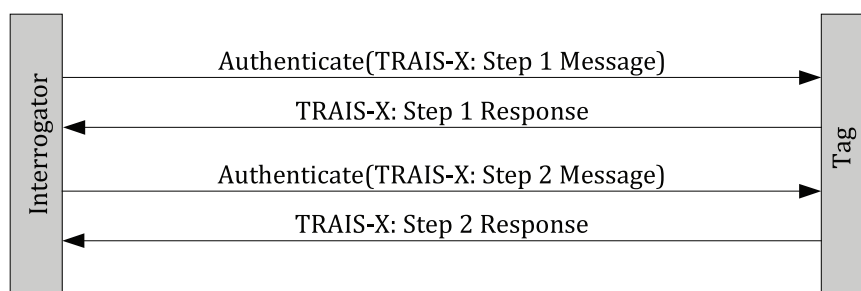 Interrogator
Authenticate(TRAIS-X: Step 1 Message)
TRAIS-X: Step 1 Response
Authenticate(TRAIS-X: Step 2 Message)
TRAIS-X: Step 2 Response
Tag